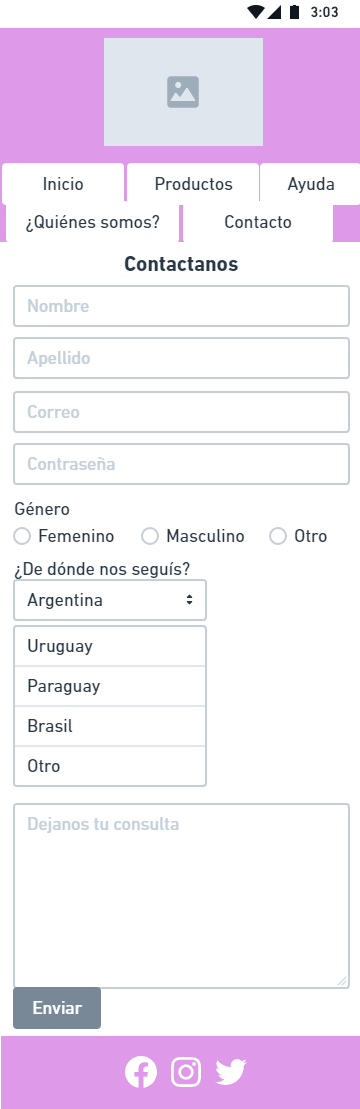 3:03
Inicio Productos Ayuda
¿Quiénes somos? Contacto
Contactanos
Nombre
Apellido
Correo
Contraseña
Género
Femenino Masculino Otro
¿De dónde nos seguís?
Argentina
Uruguay
Paraguay
Brasil
Otro
Dejanos tu consulta
Enviar